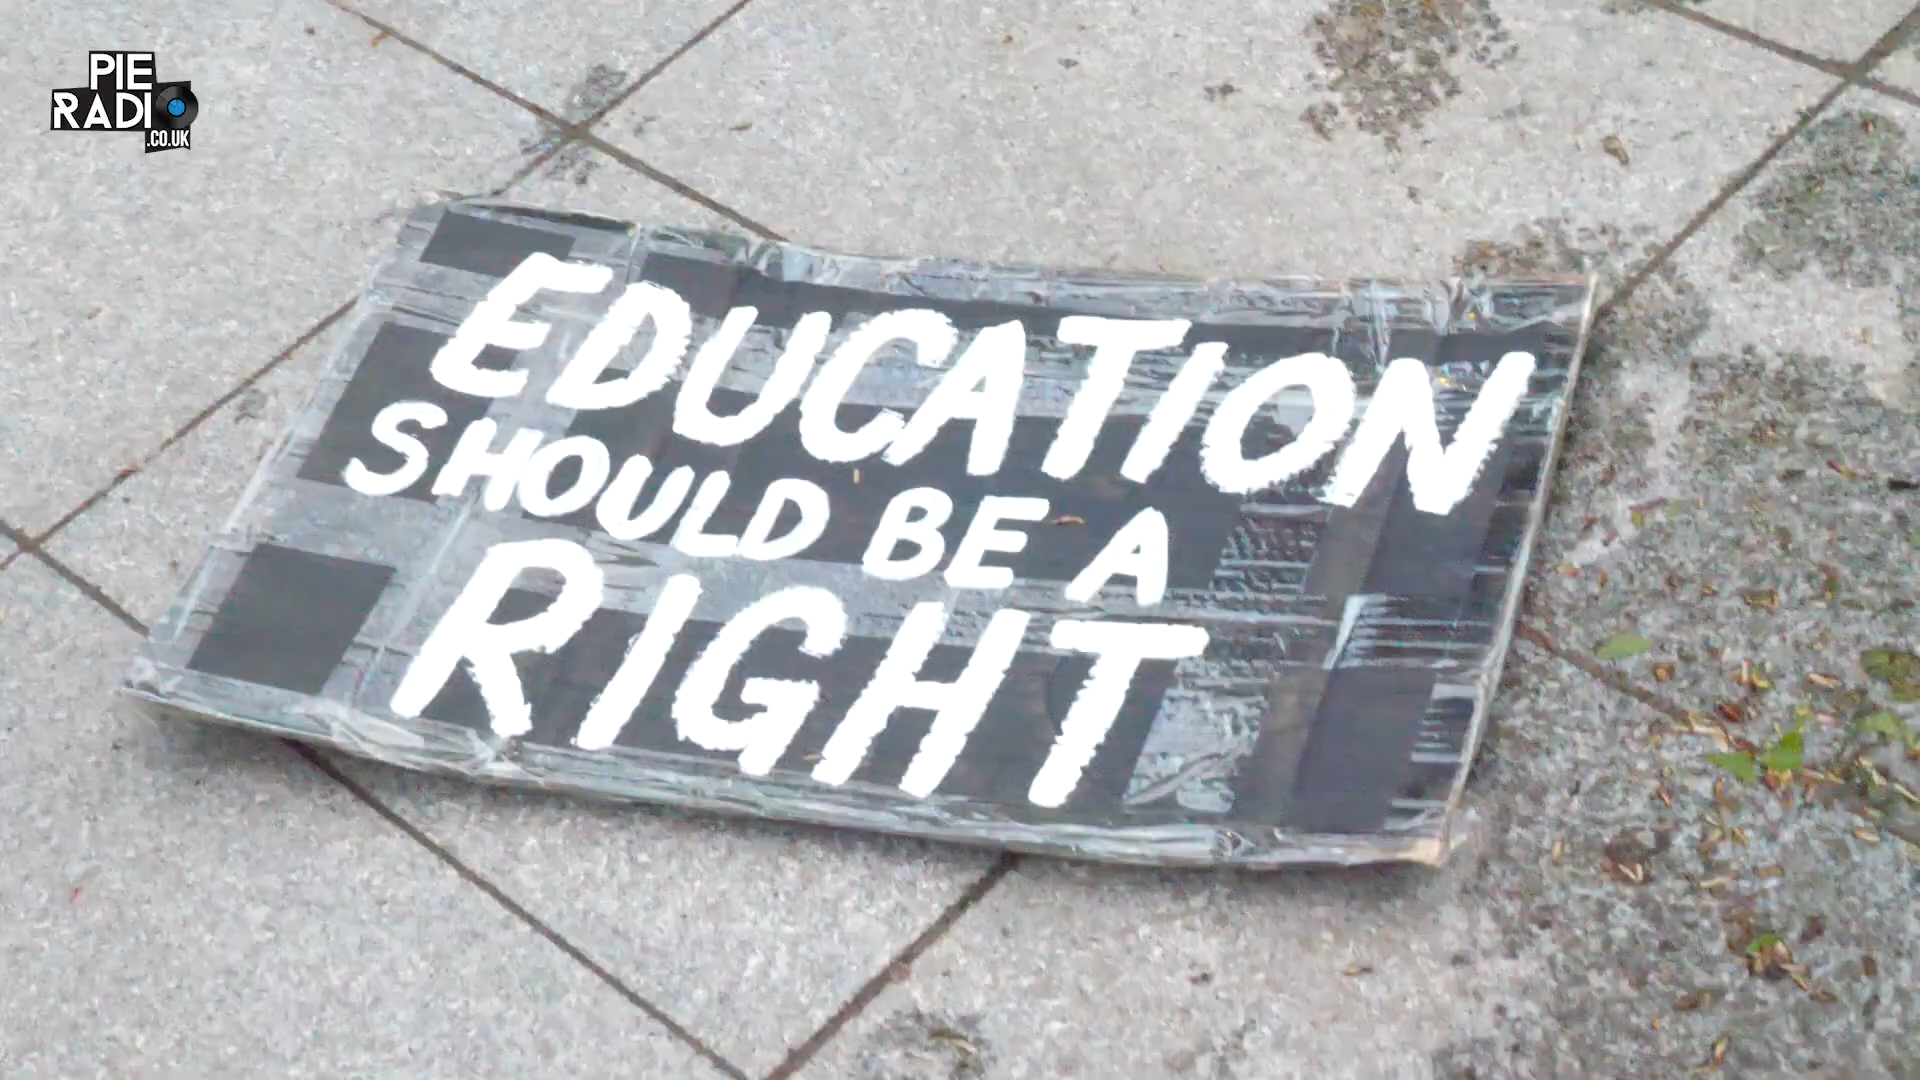 PIE
RADIO
.CO.UK
EDUCATION
SHOULD BE A
RIGHT